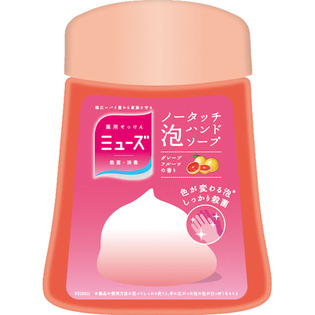 薬用せっけん
ミューズ
殺菌・消毒
ノータッチ
泡ハンド
ソープ
グレープ
フルーツ
の香り
色が変わる泡*
しっかり殺菌